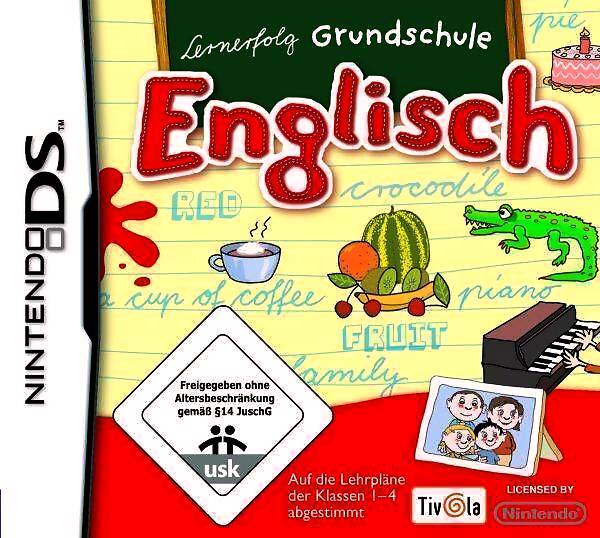 NINTENDO DS™
Lernerfolg Grundschule
pie
Englisch
RED
crocodile
a cup of coffee
piano
FRUIT
family
Freigegeben ohne
Altersbeschränkung
gemäß §14 JuschG
usk
Auf die Lehrpläne
der Klassen 1–4
abgestimmt
Tivola
LICENSED BY
Nintendo